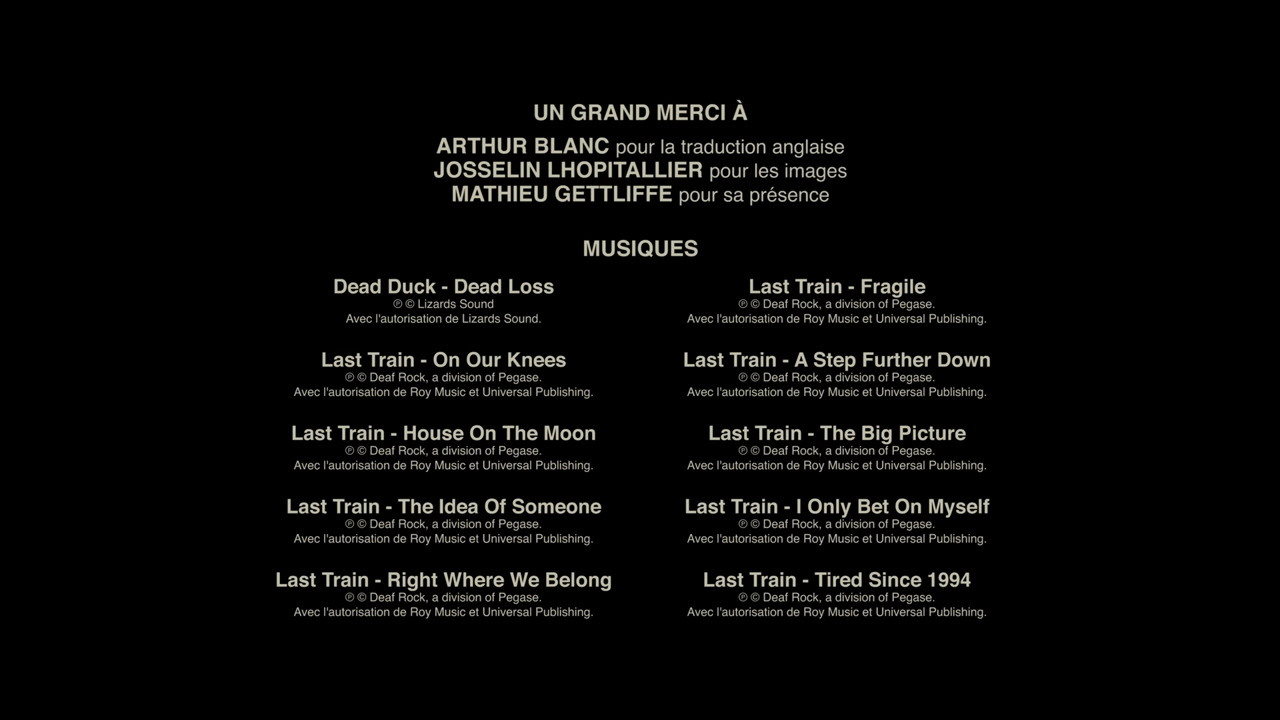 UN GRAND MERCI À
ARTHUR BLANC pour la traduction anglaise
JOSSELIN LHOPITALLIER pour les images
MATHIEU GETTLIFFE pour sa présence
MUSIQUES
Dead Duck - Dead Loss
℗ © Lizards Sound
Avec l'autorisation de Lizards Sound.
Last Train - On Our Knees
℗ © Deaf Rock, a division of Pegase.
Avec l'autorisation de Roy Music et Universal Publishing.
Last Train - House On The Moon
℗ © Deaf Rock, a division of Pegase.
Avec l'autorisation de Roy Music et Universal Publishing.
Last Train - The Idea Of Someone
℗ © Deaf Rock, a division of Pegase.
Avec l'autorisation de Roy Music et Universal Publishing.
Last Train - Right Where We Belong
℗ © Deaf Rock, a division of Pegase.
Avec l'autorisation de Roy Music et Universal Publishing.
Last Train - Fragile
℗ © Deaf Rock, a division of Pegase.
Avec l'autorisation de Roy Music et Universal Publishing.
Last Train - A Step Further Down
℗ © Deaf Rock, a division of Pegase.
Avec l'autorisation de Roy Music et Universal Publishing.
Last Train - The Big Picture
℗ © Deaf Rock, a division of Pegase.
Avec l'autorisation de Roy Music et Universal Publishing.
Last Train - I Only Bet On Myself
℗ © Deaf Rock, a division of Pegase.
Avec l'autorisation de Roy Music et Universal Publishing.
Last Train - Tired Since 1994
℗ © Deaf Rock, a division of Pegase.
Avec l'autorisation de Roy Music et Universal Publishing.